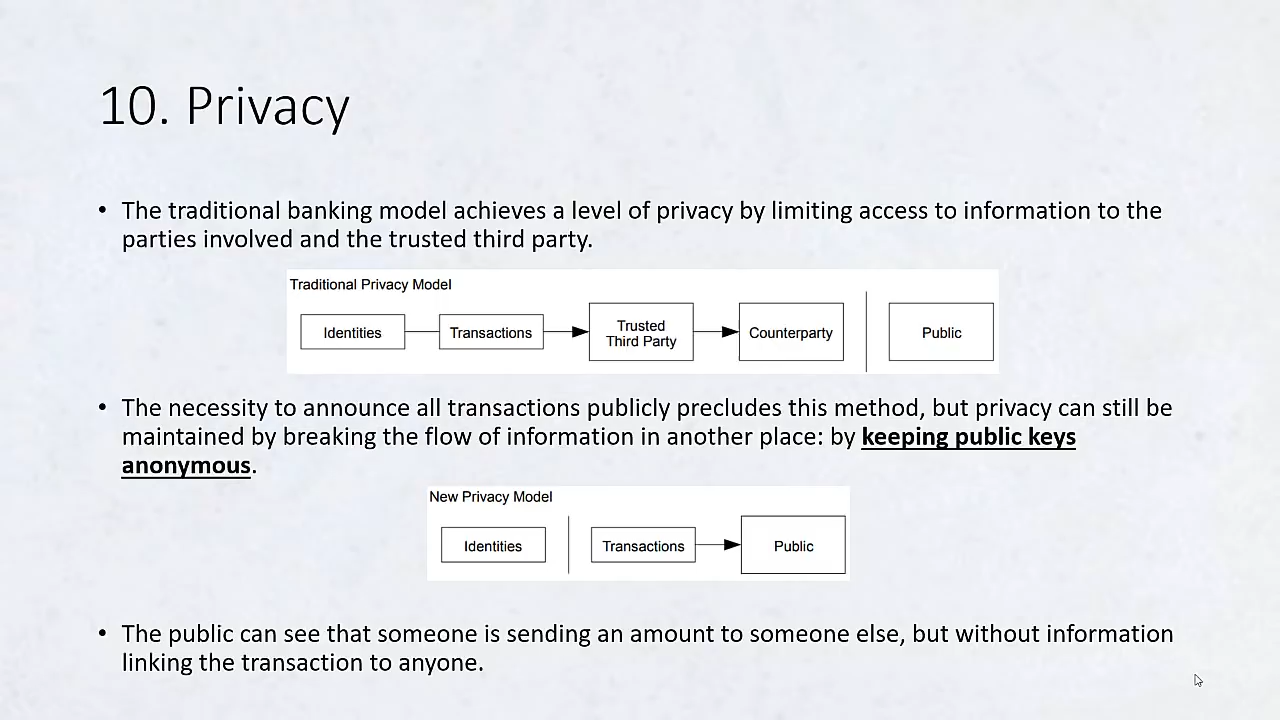 10. Privacy
• The traditional banking model achieves a level of privacy by limiting access to information to the
parties involved and the trusted third party.
Traditional Privacy Model
Identities
Transactions
Trusted
Third Party
Counterparty
Public
• The necessity to announce all transactions publicly precludes this method, but privacy can still be
maintained by breaking the flow of information in another place: by keeping public keys
anonymous.
New Privacy Model
Identities
Transactions
Public
• The public can see that someone is sending an amount to someone else, but without information
linking the transaction to anyone.